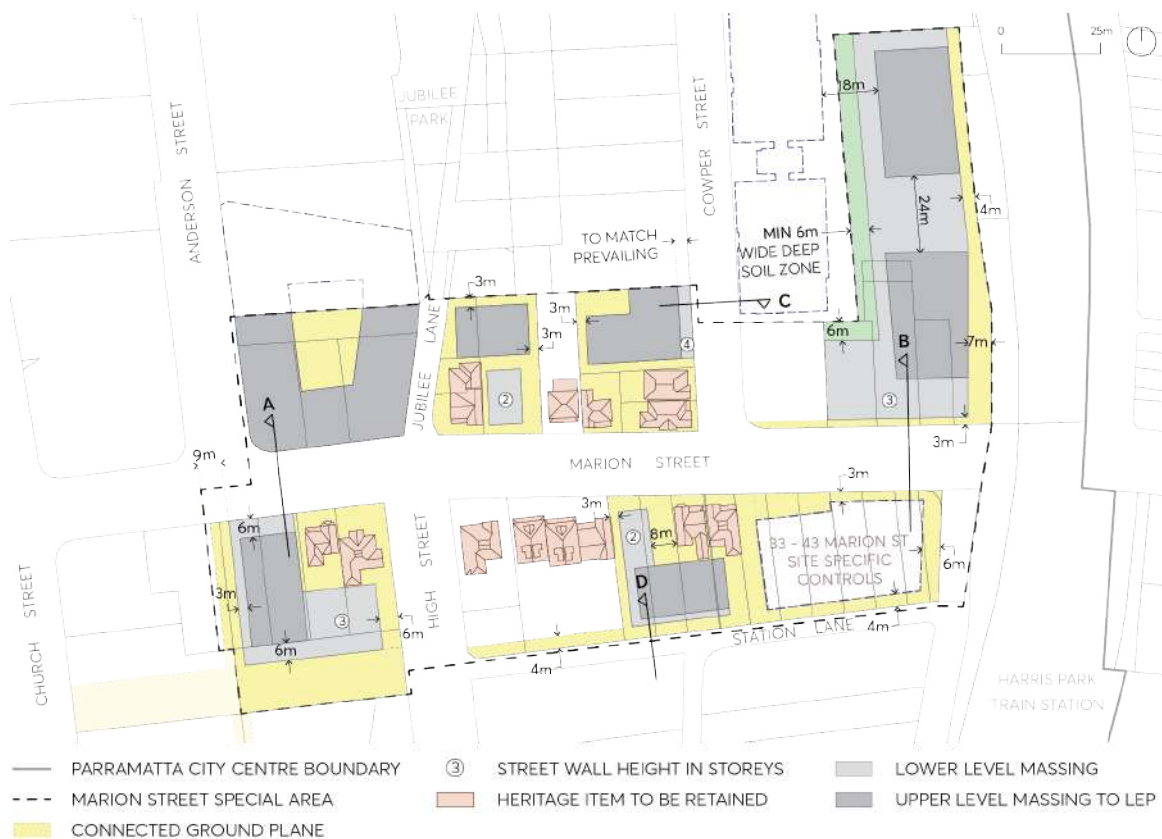 0 25m
JUBILEE
PARK
ANDERSON STREET
COWPER STREET
18m
24m
4m
TO MATCH
PREVAILING
MIN 6m
WIDE DEEP
SOIL ZONE
3m
3m
3m
C
④
6m
B
7m
JUBILEE LANE
A
②
③
3m
9m
MARION STREET
3m
3m
6m
②
8m
33 - 43 MARION ST
SITE SPECIFIC
CONTROLS
6m
CHURCH STREET
HIGH STREET
3m
③
6m
D
6m
4m
STATION LANE
4m
HARRIS PARK
TRAIN STATION
PARRAMATTA CITY CENTRE BOUNDARY
③ STREET WALL HEIGHT IN STOREYS
LOWER LEVEL MASSING
MARION STREET SPECIAL AREA
HERITAGE ITEM TO BE RETAINED
UPPER LEVEL MASSING TO LEP
CONNECTED GROUND PLANE